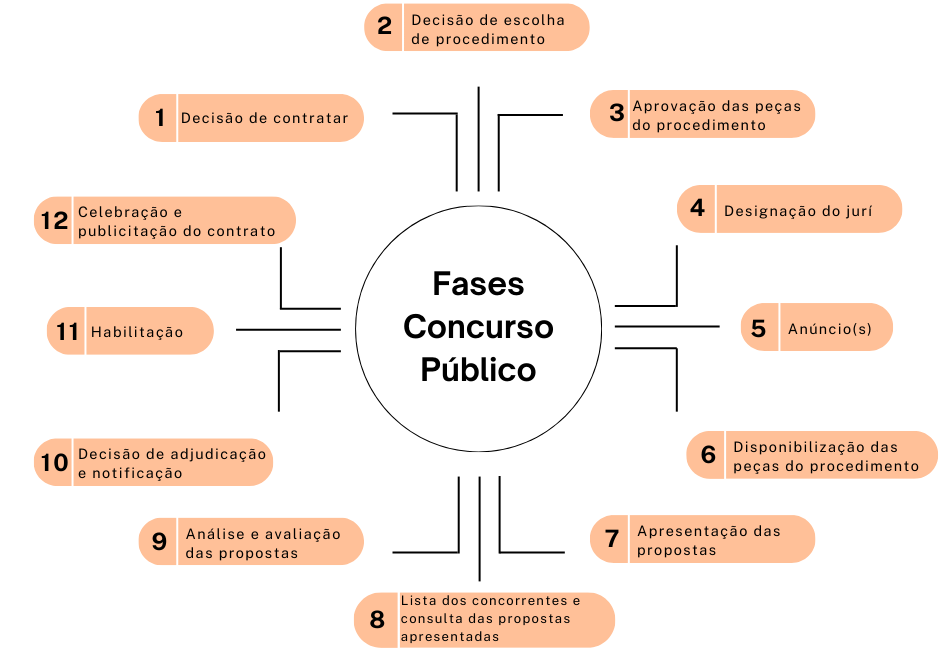 Fases
Concurso
Público
1
Decisão de contratar
2
Decisão de escolha
de procedimento
3
Aprovação das peças
do procedimento
4
Designação do jurí
5
Anúncio(s)
6
Disponibilização das
peças do procedimento
7
Apresentação das
propostas
8
Lista dos concorrentes e
consulta das propostas
apresentadas
9
Análise e avaliação
das propostas
10
Decisão de adjudicação
e notificação
11
Habilitação
12
Celebração e
publicitação do contrato